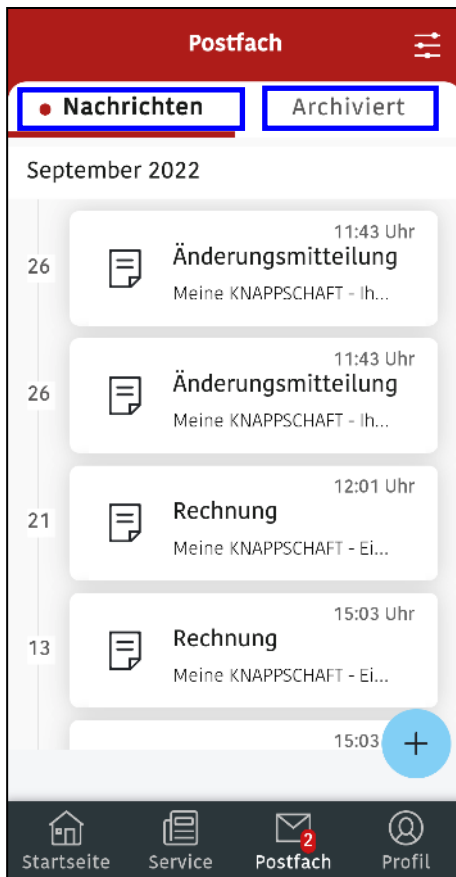 Postfach
Nachrichten
Archiviert
September 2022
11:43 Uhr
26
Änderungsmitteilung
Meine KNAPPSCHAFT - Ih...
11:43 Uhr
26
Änderungsmitteilung
Meine KNAPPSCHAFT - Ih...
12:01 Uhr
21
Rechnung
Meine KNAPPSCHAFT - Ei...
15:03 Uhr
13
Rechnung
Meine KNAPPSCHAFT - Ei...
15:03
+
2
Startseite
Service
Postfach
Profil